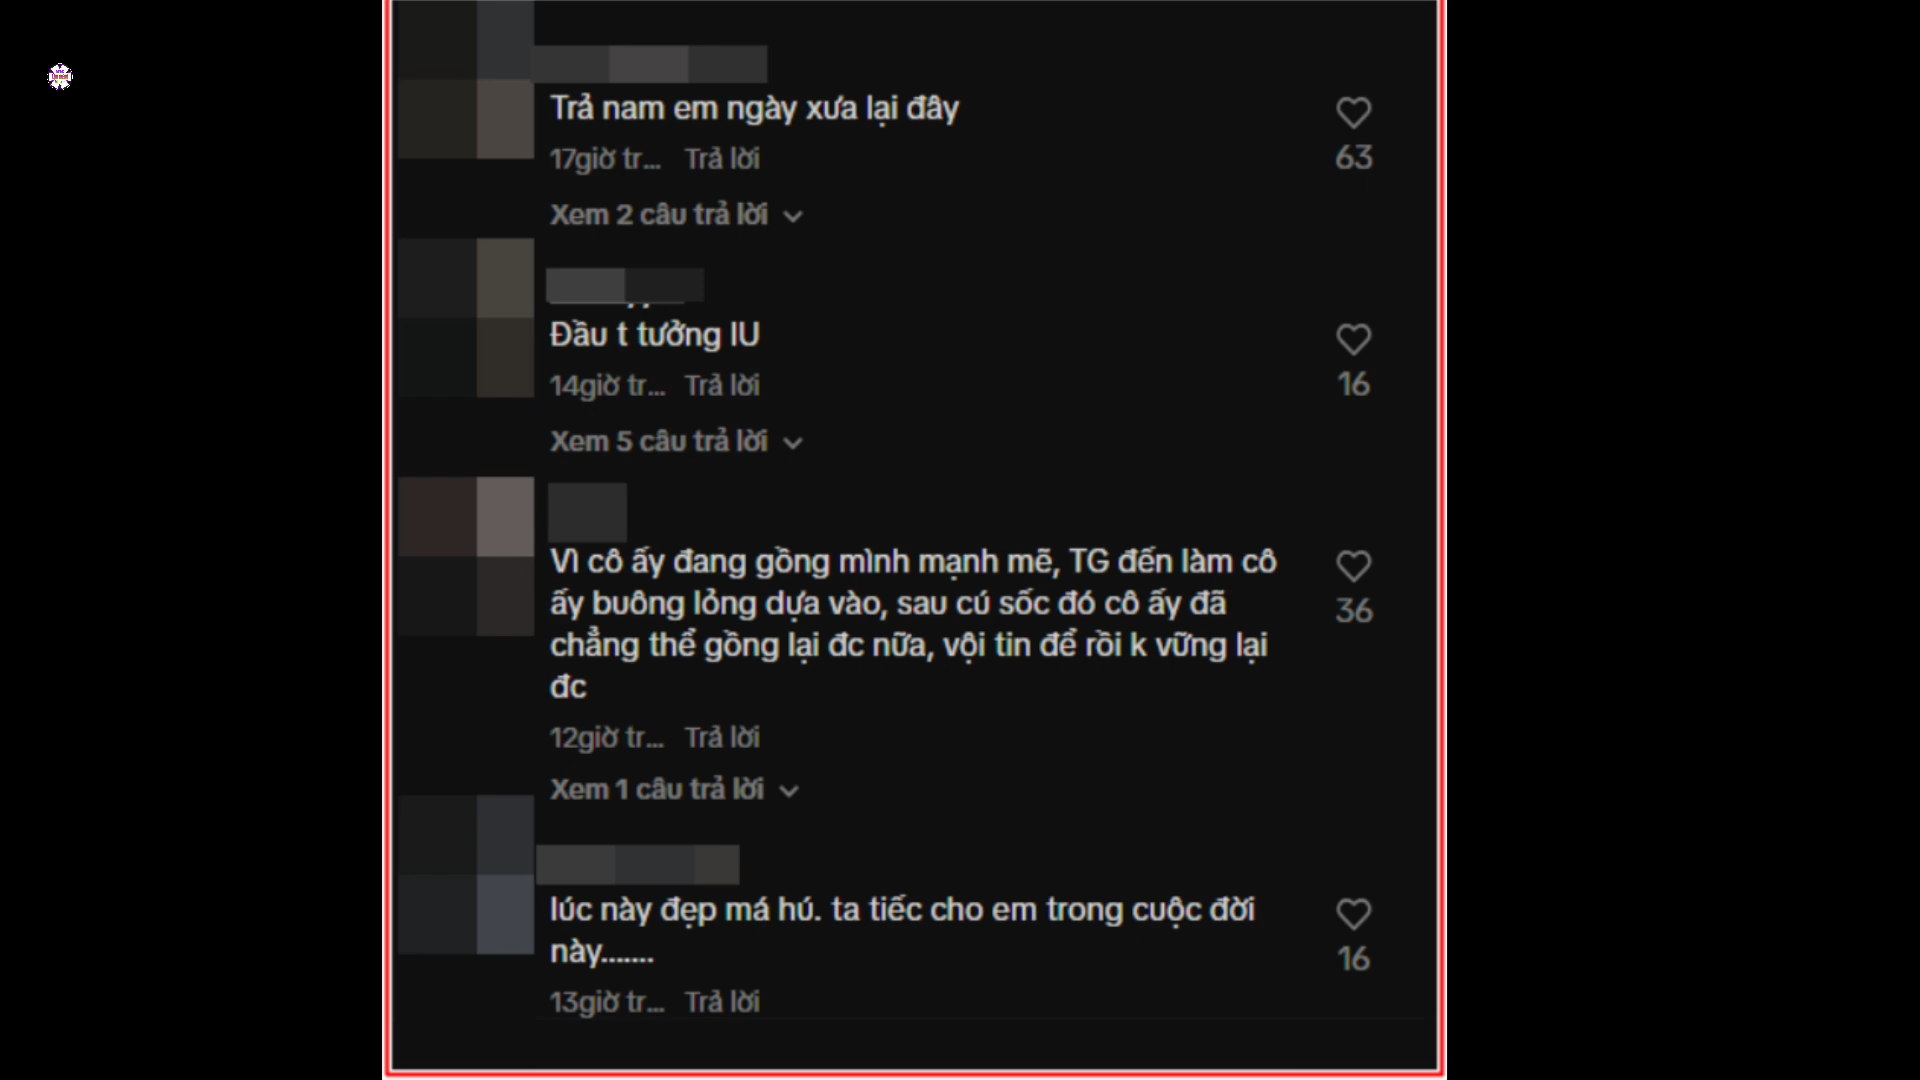 Trả nam em ngày xưa lại đây
17giờ tr... Trả lời
63
Xem 2 câu trả lời
Đầu t tưởng IU
14giờ tr... Trả lời
16
Xem 5 câu trả lời
Vì cô ấy đang gồng mình mạnh mẽ, TG đến làm cô
ấy buông lỏng dựa vào, sau cú sốc đó cô ấy đã
chẳng thể gồng lại đc nữa, vội tin để rồi k vững lại
đc
36
12giờ tr... Trả lời
Xem 1 câu trả lời
lúc này đẹp má hú. ta tiếc cho em trong cuộc đời
này.......
16
13giờ tr... Trả lời